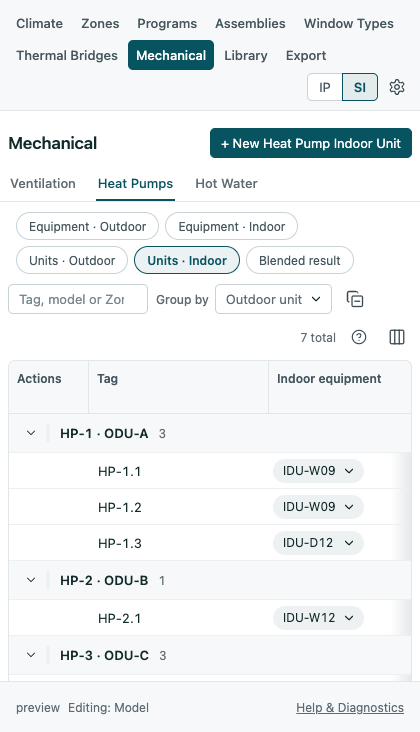 Climate Zones Programs Assemblies Window Types
Thermal Bridges Mechanical Library Export
IP SI
Mechanical
+ New Heat Pump Indoor Unit
Ventilation Heat Pumps Hot Water
Equipment · Outdoor Equipment · Indoor
Units · Outdoor Units · Indoor Blended result
Tag, model or Zor Group by Outdoor unit
7 total ?
Actions Tag Indoor equipment
HP-1 · ODU-A 3
HP-1.1 IDU-W09
HP-1.2 IDU-W09
HP-1.3 IDU-D12
HP-2 · ODU-B 1
HP-2.1 IDU-W12
HP-3 · ODU-C 3
preview Editing: Model Help & Diagnostics